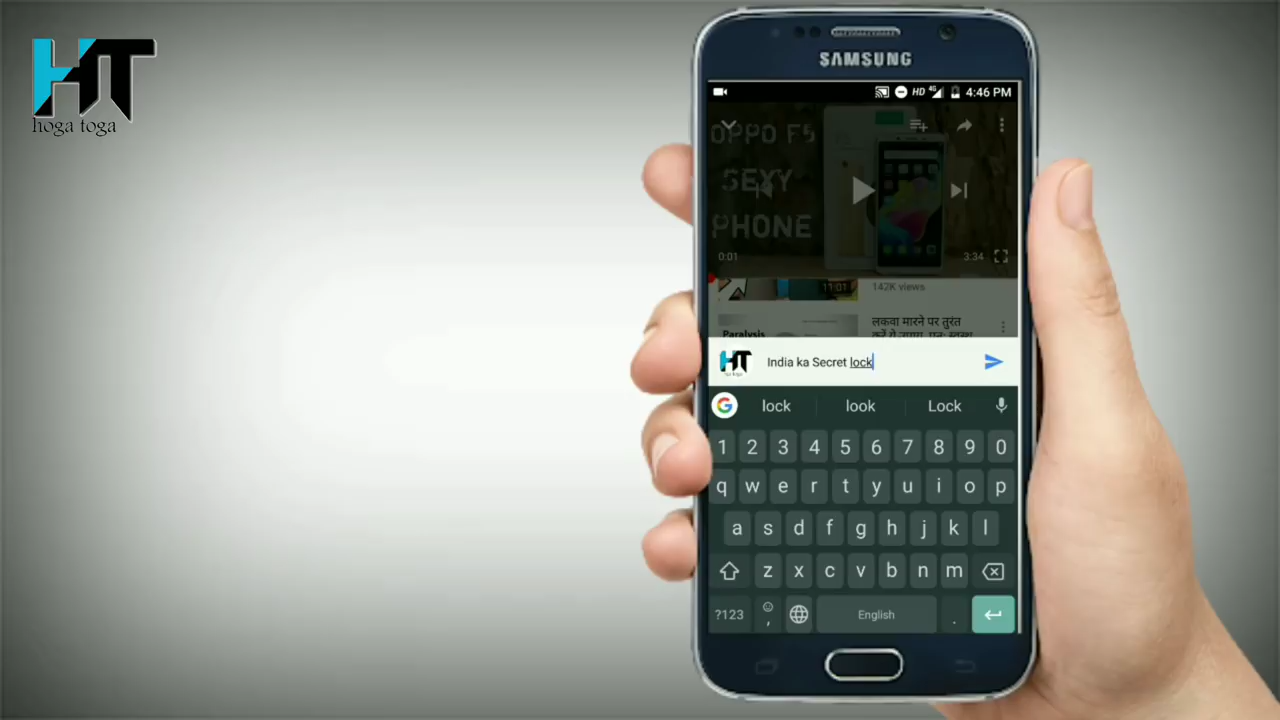 HT
hoga toga
SAMSUNG
HD 4G 4:46 PM
OPPO F5
SEXY
PHONE
0:01 3:34
11:01 142K views
Paralysis
लकवा मारने पर तुरंत
HT India ka Secret lock
G lock look Lock
1 2 3 4 5 6 7 8 9 0
q w e r t y u i o p
a s d f g h j k l
z x c v b n m
?123 , English .